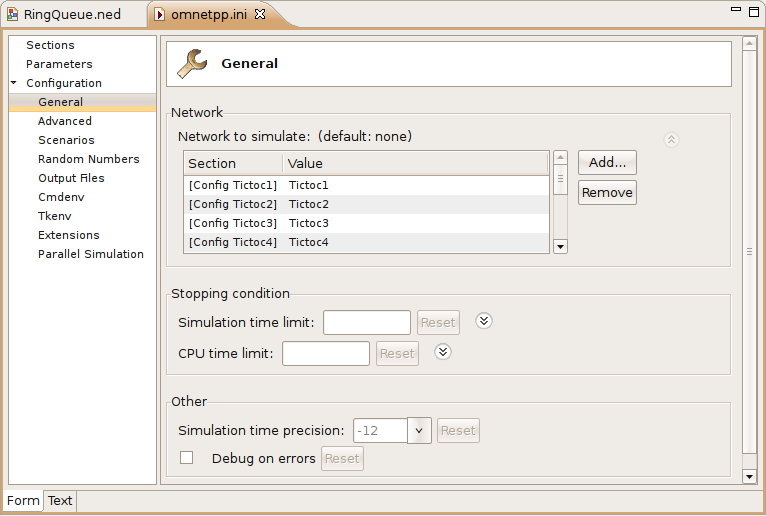 RingQueue.ned omnetpp.ini
Sections
Parameters
Configuration
General
Advanced
Scenarios
Random Numbers
Output Files
Cmdenv
Tkenv
Extensions
Parallel Simulation
General
Network
Network to simulate: (default: none)
Section Value
[Config Tictoc1] Tictoc1
[Config Tictoc2] Tictoc2
[Config Tictoc3] Tictoc3
[Config Tictoc4] Tictoc4
Add...
Remove
Stopping condition
Simulation time limit: Reset
CPU time limit: Reset
Other
Simulation time precision: -12 Reset
Debug on errors Reset
Form Text